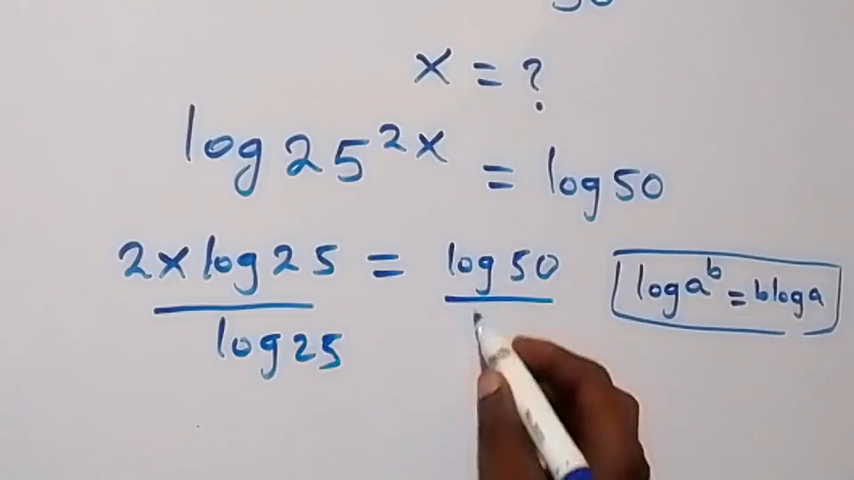 x = ?
log 25^2x = log 50
2x log 25 = log 50
log 25
log a^b = b log a